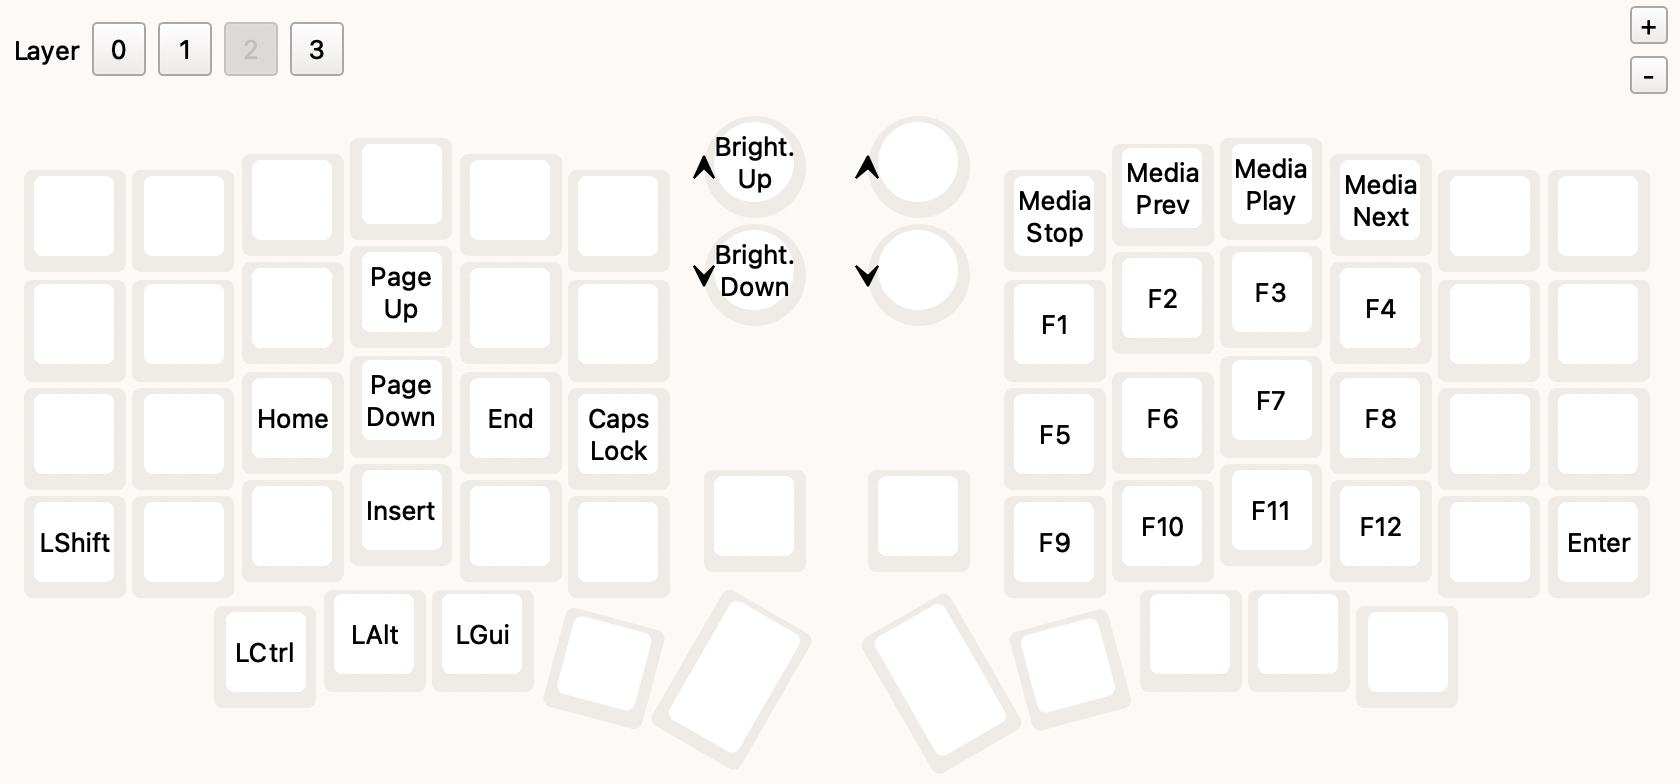 Layer 0 1 2 3
+
-
Bright.
Up
Bright.
Down
Page
Up
Home
Page
Down
End
Caps
Lock
LShift
Insert
LCtrl
LAlt
LGui
Media
Stop
Media
Prev
Media
Play
Media
Next
F1
F2
F3
F4
F5
F6
F7
F8
F9
F10
F11
F12
Enter